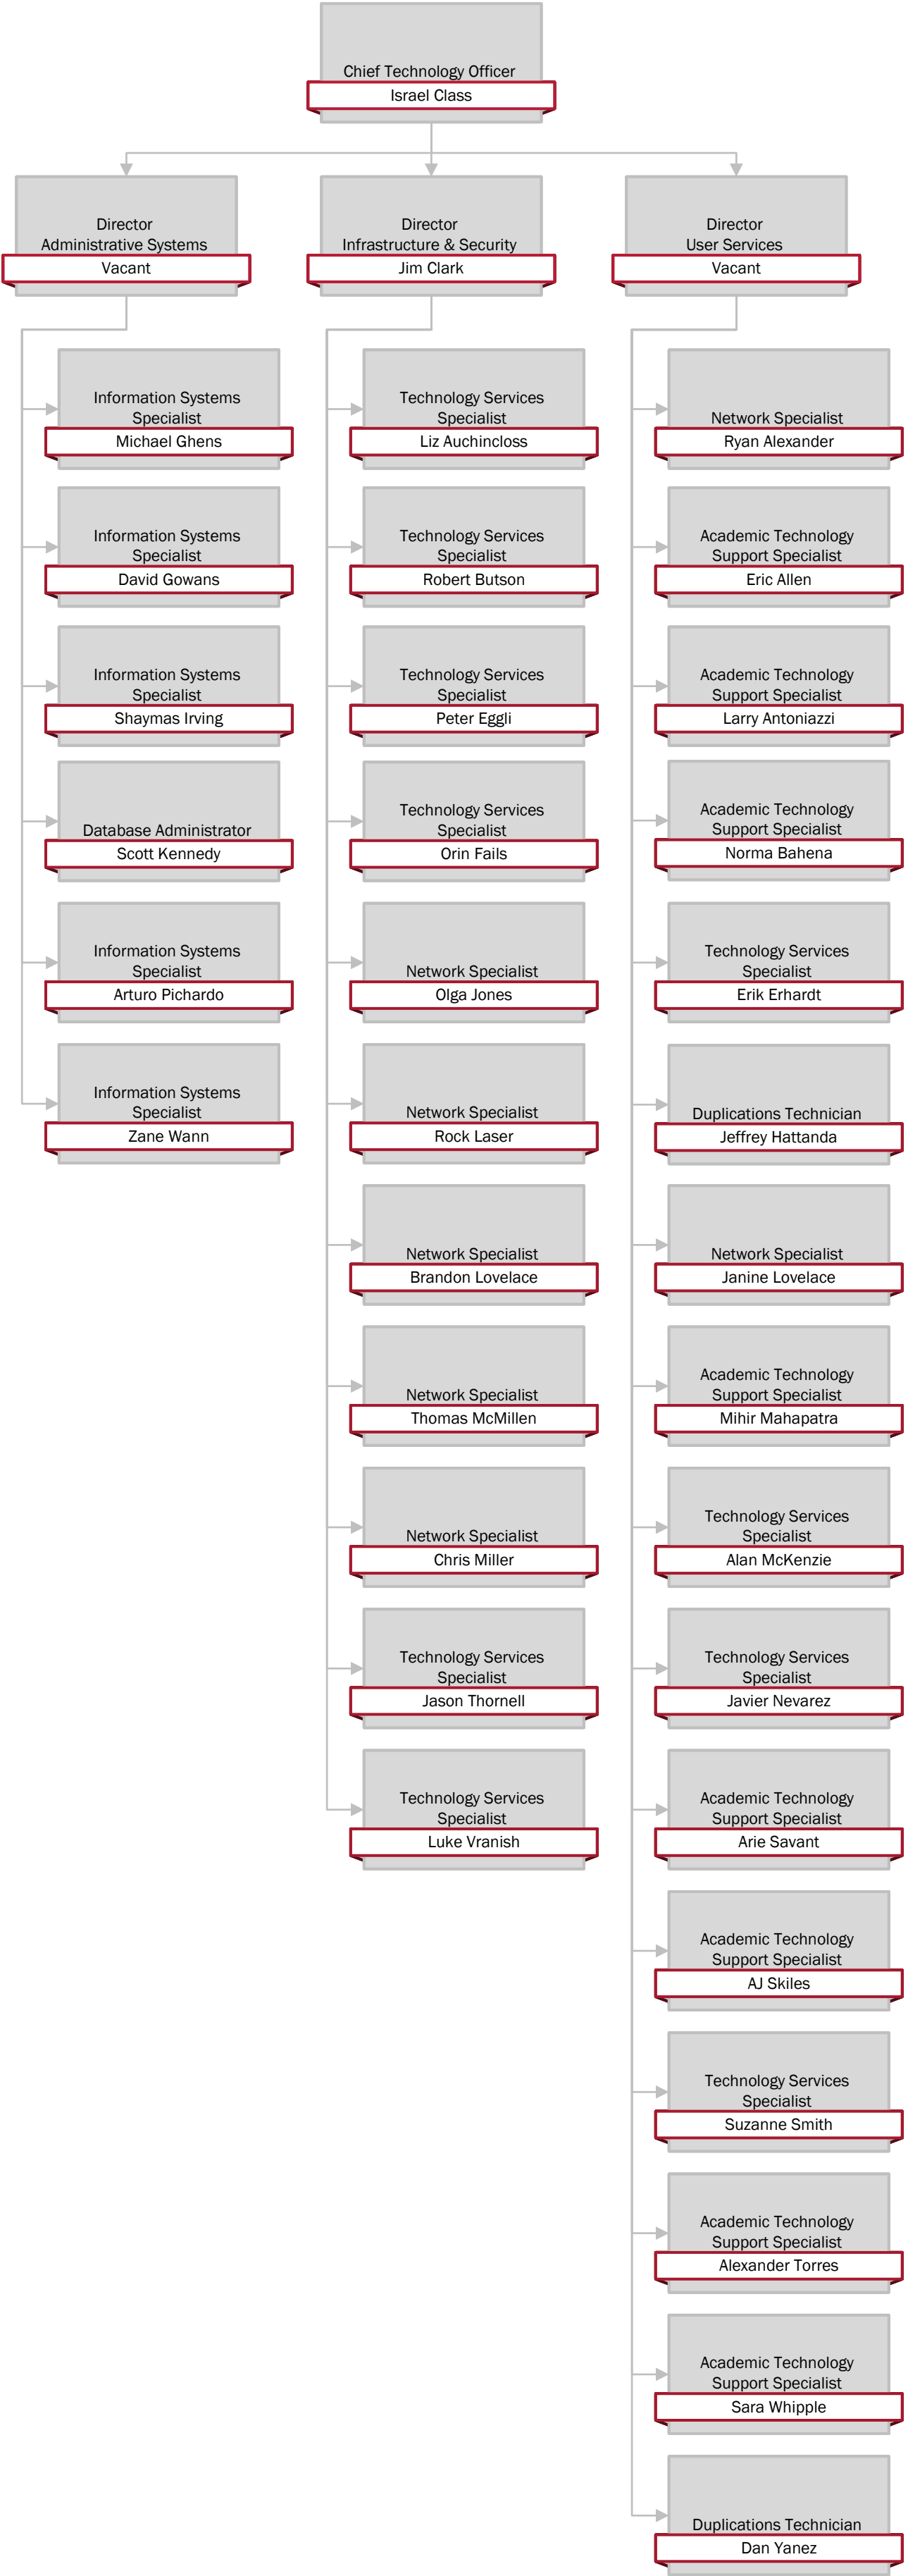 Chief Technology Officer
Israel Class
Director
Administrative Systems
Vacant
Director
Infrastructure & Security
Jim Clark
Director
User Services
Vacant
Information Systems
Specialist
Michael Ghens
Information Systems
Specialist
David Gowans
Information Systems
Specialist
Shaymas Irving
Database Administrator
Scott Kennedy
Information Systems
Specialist
Arturo Pichardo
Information Systems
Specialist
Zane Wann
Technology Services
Specialist
Liz Auchincloss
Technology Services
Specialist
Robert Butson
Technology Services
Specialist
Peter Eggli
Technology Services
Specialist
Orin Fails
Network Specialist
Olga Jones
Network Specialist
Rock Laser
Network Specialist
Brandon Lovelace
Network Specialist
Thomas McMillen
Network Specialist
Chris Miller
Technology Services
Specialist
Jason Thornell
Technology Services
Specialist
Luke Vranish
Network Specialist
Ryan Alexander
Academic Technology
Support Specialist
Eric Allen
Academic Technology
Support Specialist
Larry Antoniazzi
Academic Technology
Support Specialist
Norma Bahena
Technology Services
Specialist
Erik Erhardt
Duplications Technician
Jeffrey Hattanda
Network Specialist
Janine Lovelace
Academic Technology
Support Specialist
Mihir Mahapatra
Technology Services
Specialist
Alan McKenzie
Technology Services
Specialist
Javier Nevarez
Academic Technology
Support Specialist
Arie Savant
Academic Technology
Support Specialist
AJ Skiles
Technology Services
Specialist
Suzanne Smith
Academic Technology
Support Specialist
Alexander Torres
Academic Technology
Support Specialist
Sara Whipple
Duplications Technician
Dan Yanez